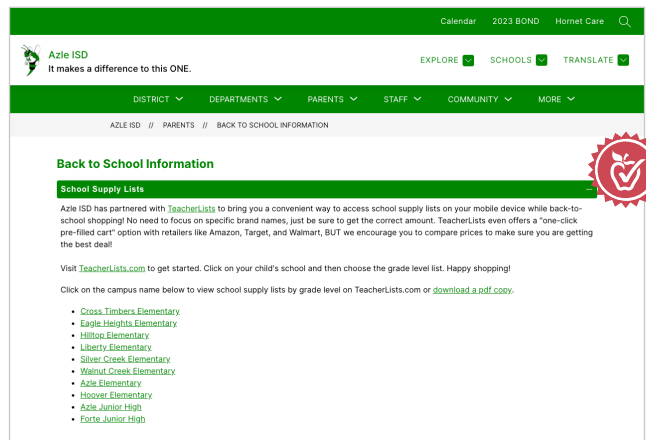 Calendar 2023 BOND Hornet Care
Azle ISD
It makes a difference to this ONE.
EXPLORE SCHOOLS TRANSLATE
DISTRICT DEPARTMENTS PARENTS STAFF COMMUNITY MORE
AZLE ISD // PARENTS // BACK TO SCHOOL INFORMATION
Back to School Information
School Supply Lists
Azle ISD has partnered with TeacherLists to bring you a convenient way to access school supply lists on your mobile device while back-to-
school shopping! No need to focus on specific brand names, just be sure to get the correct amount. TeacherLists even offers a "one-click
pre-filled cart" option with retailers like Amazon, Target, and Walmart, BUT we encourage you to compare prices to make sure you are getting
the best deal!
Visit TeacherLists.com to get started. Click on your child's school and then choose the grade level list. Happy shopping!
Click on the campus name below to view school supply lists by grade level on TeacherLists.com or download a pdf copy.
• Cross Timbers Elementary
• Eagle Heights Elementary
• Hilltop Elementary
• Liberty Elementary
• Silver Creek Elementary
• Walnut Creek Elementary
• Azle Elementary
• Hoover Elementary
• Azle Junior High
• Forte Junior High